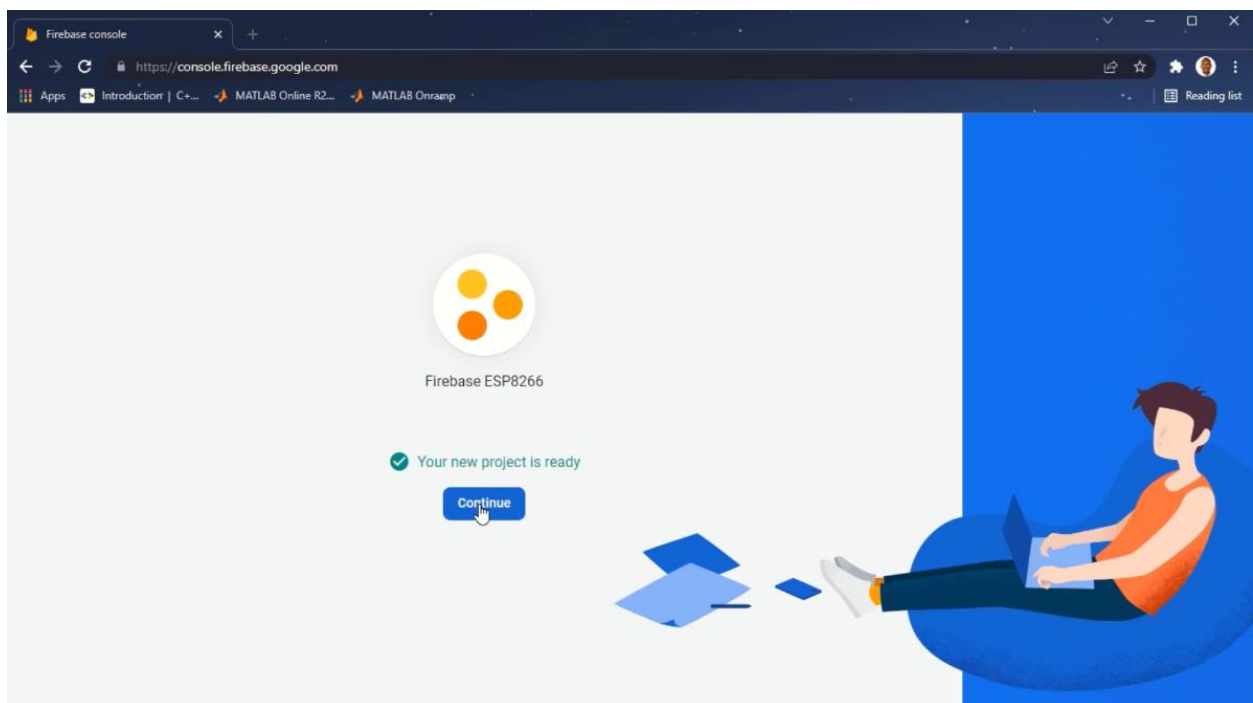 Firebase console
https://console.firebase.google.com
Apps
Introduction | C+...
MATLAB Online R2...
MATLAB Onramp
Reading list
Firebase ESP8266
Your new project is ready
Continue